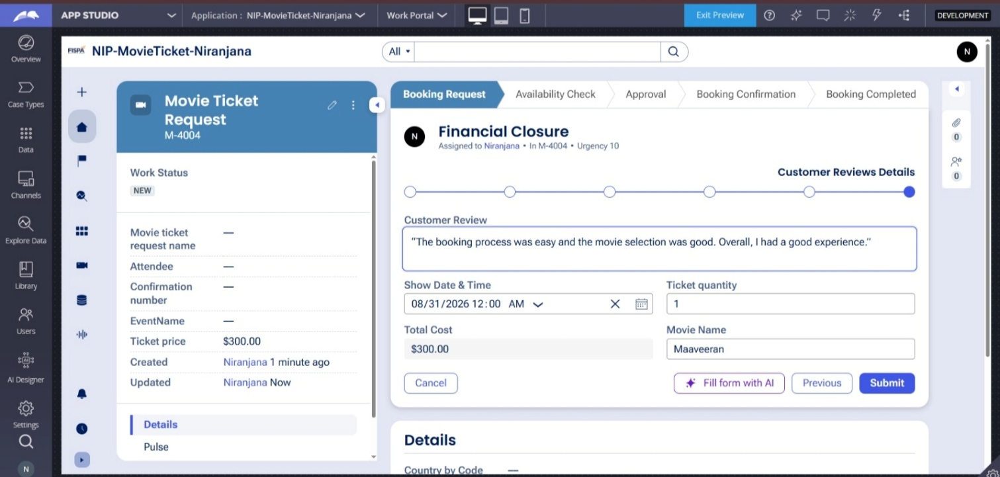 APP STUDIO
Application : NIP-MovieTicket-Niranjana
Work Portal
Exit Preview
DEVELOPMENT
Overview
Case Types
Data
Channels
Explore Data
Library
Users
AI Designer
Settings
N
FISPA
NIP-MovieTicket-Niranjana
All
N
Movie Ticket
Request
M-4004
Work Status
NEW
Movie ticket
request name —
Attendee —
Confirmation
number —
EventName —
Ticket price $300.00
Created Niranjana 1 minute ago
Updated Niranjana Now
Details
Pulse
Booking Request
Availability Check
Approval
Booking Confirmation
Booking Completed
N
Financial Closure
Assigned to Niranjana • In M-4004 • Urgency 10
Customer Reviews Details
Customer Review
“The booking process was easy and the movie selection was good. Overall, I had a good experience.”
Show Date & Time
08/31/2026 12:00 AM
Ticket quantity
1
Total Cost
$300.00
Movie Name
Maaveeran
Cancel
Fill form with AI
Previous
Submit
Details
Country by Code —
0
0